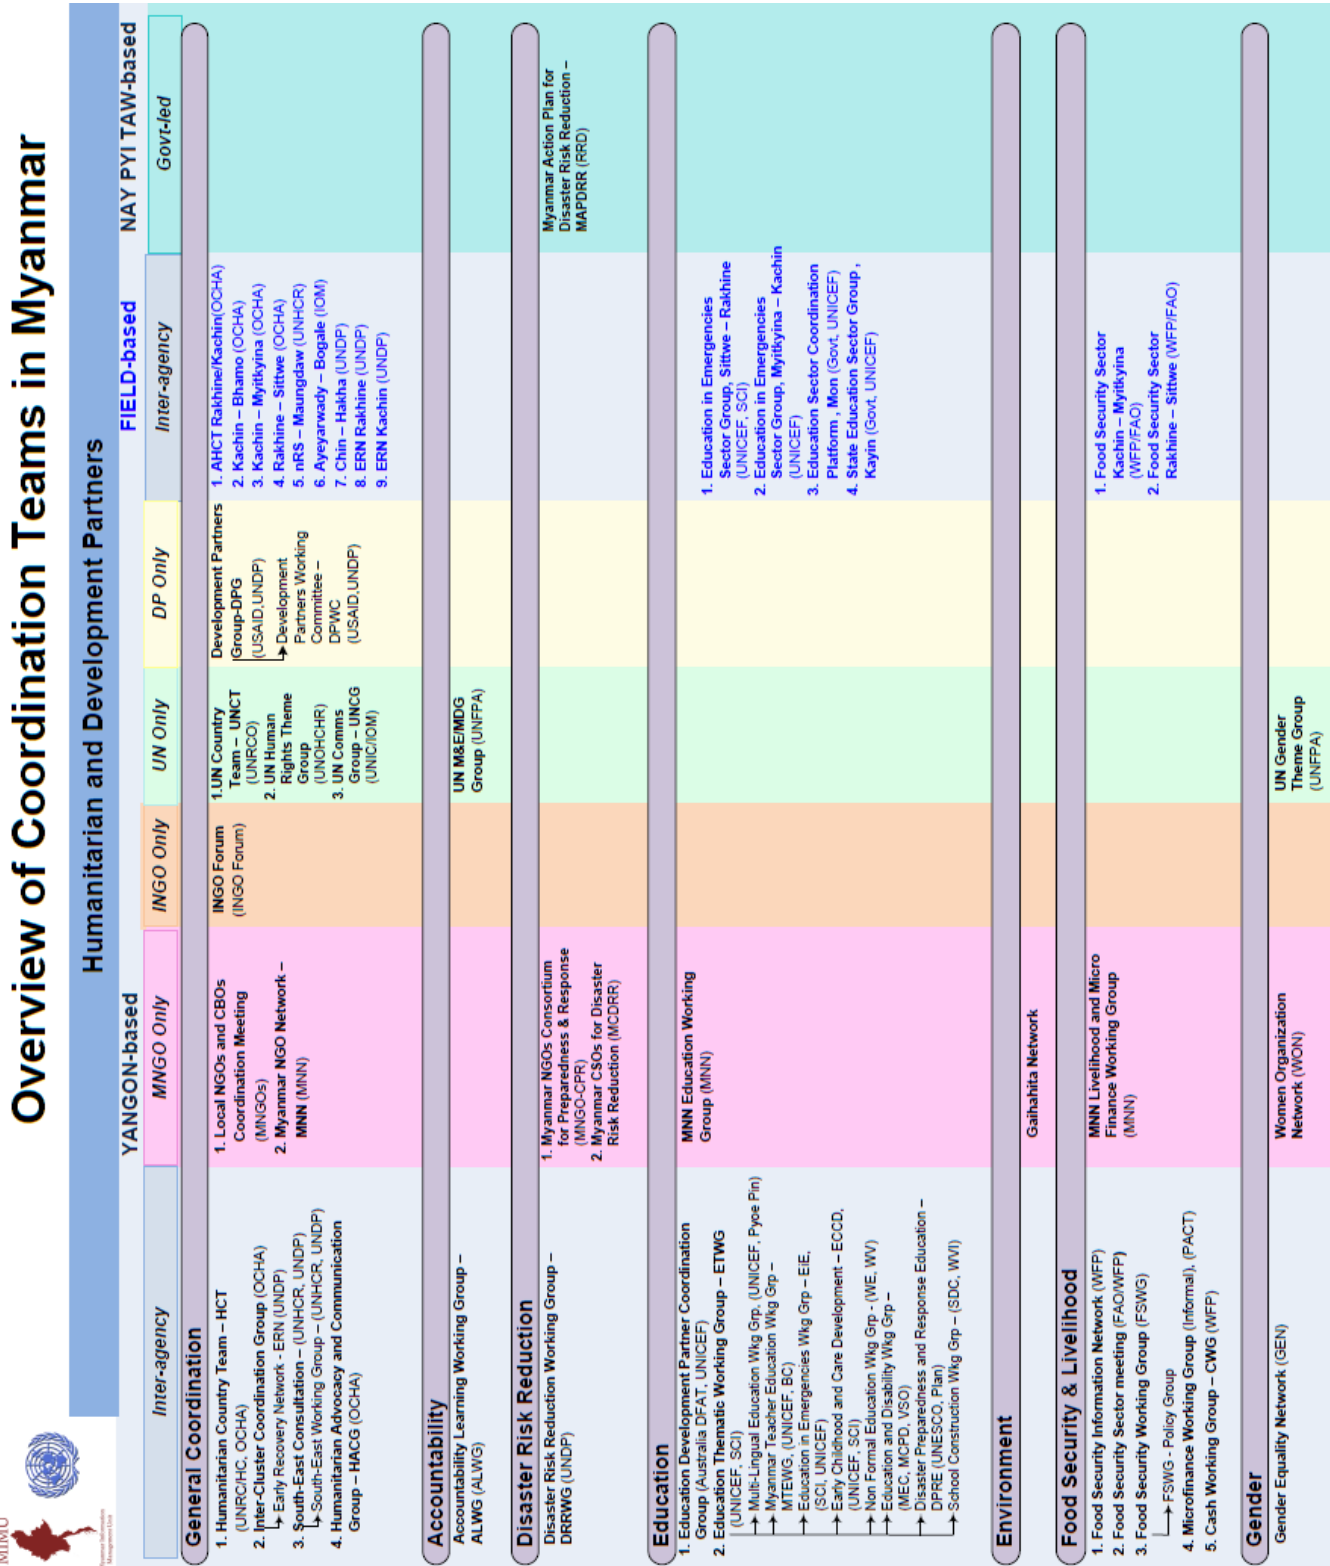 Overview of Coordination Teams in Myanmar
MIMU
Myanmar Information
Management Unit
Humanitarian and Development Partners
YANGON-based
FIELD-based
NAY PYI TAW-based
Inter-agency
MNGO Only
INGO Only
UN Only
DP Only
Inter-agency
Govt-led
General Coordination
1. Humanitarian Country Team – HCT
(UNRC/HC, OCHA)
2. Inter-Cluster Coordination Group (OCHA)
Early Recovery Network - ERN (UNDP)
3. South-East Consultation – (UNHCR, UNDP)
South-East Working Group – (UNHCR, UNDP)
4. Humanitarian Advocacy and Communication
Group – HACG (OCHA)
1. Local NGOs and CBOs
Coordination Meeting
(MNGOs)
2. Myanmar NGO Network –
MNN (MNN)
INGO Forum
(INGO Forum)
1.UN Country
Team – UNCT
(UNRCO)
2. UN Human
Rights Theme
Group
(UNOHCHR)
3. UN Comms
Group – UNCG
(UNIC/IOM)
Development Partners
Group-DPG
(USAID,UNDP)
Development
Partners Working
Committee –
DPWC
(USAID,UNDP)
1. AHCT Rakhine/Kachin(OCHA)
2. Kachin – Bhamo (OCHA)
3. Kachin – Myitkyina (OCHA)
4. Rakhine – Sittwe (OCHA)
5. nRS – Maungdaw (UNHCR)
6. Ayeyarwady – Bogale (IOM)
7. Chin – Hakha (UNDP)
8. ERN Rakhine (UNDP)
9. ERN Kachin (UNDP)
Accountability
Accountability Learning Working Group –
ALWG (ALWG)
UN M&E/MDG
Group (UNFPA)
Disaster Risk Reduction
Disaster Risk Reduction Working Group –
DRRWG (UNDP)
1. Myanmar NGOs Consortium
for Preparedness & Response
(MNGO-CPR)
2. Myanmar CSOs for Disaster
Risk Reduction (MCDRR)
Myanmar Action Plan for
Disaster Risk Reduction –
MAPDRR (RRD)
Education
1. Education Development Partner Coordination
Group (Australia DFAT, UNICEF)
2. Education Thematic Working Group – ETWG
(UNICEF, SCI)
Multi-Lingual Education Wkg Grp, (UNICEF, Pyoe Pin)
Myanmar Teacher Education Wkg Grp –
MTEWG, (UNICEF, BC)
Education in Emergencies Wkg Grp – EiE,
(SCI, UNICEF)
Early Childhood and Care Development – ECCD,
(UNICEF, SCI)
Non Formal Education Wkg Grp - (WE, WV)
Education and Disability Wkg Grp –
(MEC, MCPD, VSO)
Disaster Preparedness and Response Education –
DPRE (UNESCO, Plan)
School Construction Wkg Grp – (SDC, WVI)
MNN Education Working
Group (MNN)
1. Education in Emergencies
Sector Group, Sittwe – Rakhine
(UNICEF, SCI)
2. Education in Emergencies
Sector Group, Myitkyina – Kachin
(UNICEF)
3. Education Sector Coordination
Platform , Mon (Govt, UNICEF)
4. State Education Sector Group ,
Kayin (Govt, UNICEF)
Environment
Gaihahita Network
Food Security & Livelihood
1. Food Security Information Network (WFP)
2. Food Security Sector meeting (FAO/WFP)
3. Food Security Working Group (FSWG)
FSWG - Policy Group
4. Microfinance Working Group (Informal), (PACT)
5. Cash Working Group – CWG (WFP)
MNN Livelihood and Micro
Finance Working Group
(MNN)
1. Food Security Sector
Kachin – Myitkyina
(WFP/FAO)
2. Food Security Sector
Rakhine – Sittwe (WFP/FAO)
Gender
Gender Equality Network (GEN)
Women Organization
Network (WON)
UN Gender
Theme Group
(UNFPA)